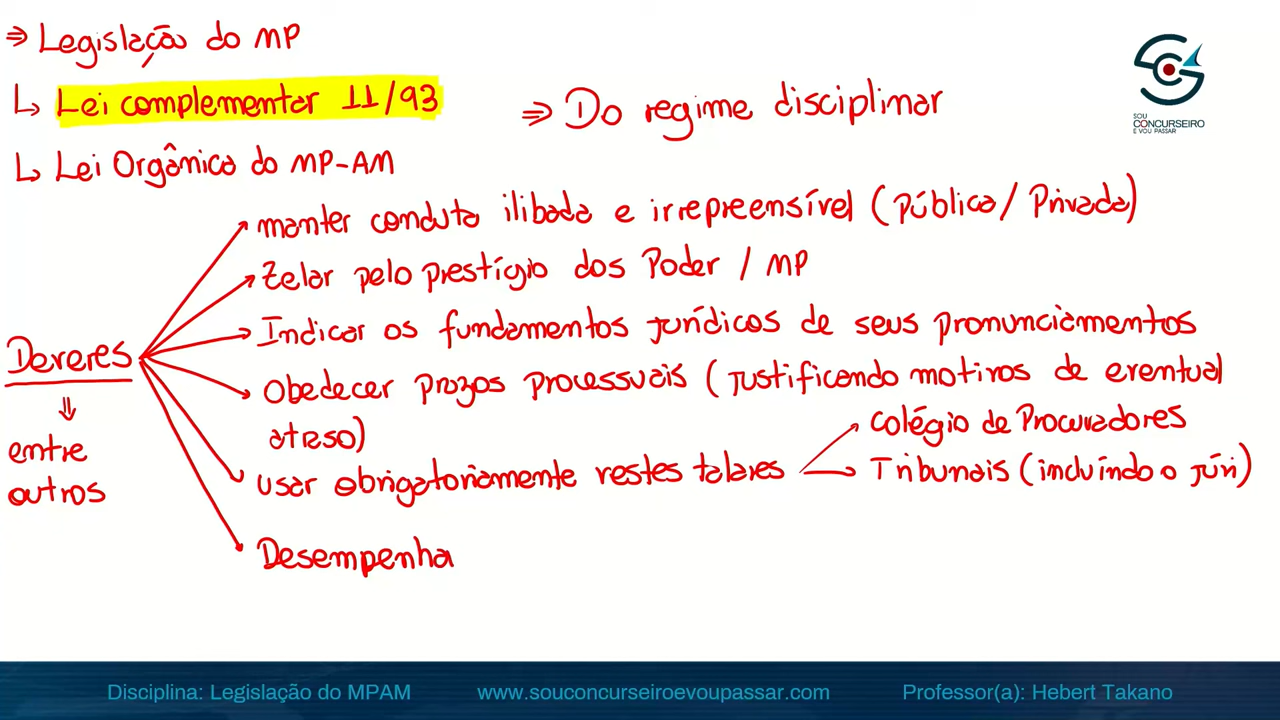 ⇒ Legislação do MP
↳ Lei complementar 11/93
⇒ Do regime disciplinar
↳ Lei Orgânica do MP-AM
SOU
CONCURSEIRO
E VOU PASSAR
manter conduta ilibada e irrepreensível (Pública/Privada)
Zelar pelo prestígio dos Poder / MP
Indicar os fundamentos jurídicos de seus pronunciamentos
Deveres
Obedecer prazos processuais (justificando motivos de eventual
atraso)
⇓
entre
outros
usar obrigatoriamente vestes talares
Colégio de Procuradores
Tribunais (incluíndo o júri)
Desempenha
Disciplina: Legislação do MPAM
www.souconcurseiroevoupassar.com
Professor(a): Hebert Takano